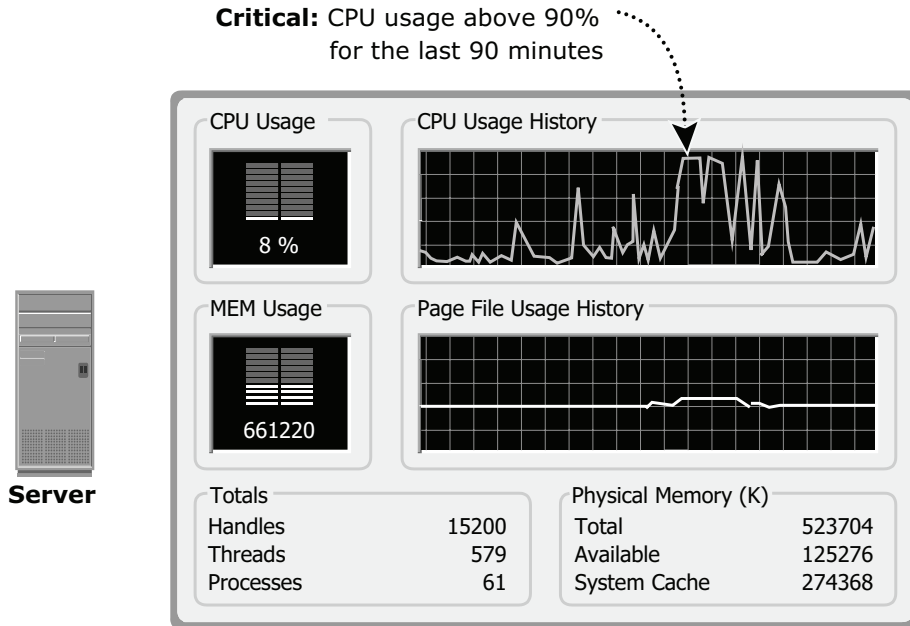 Critical: CPU usage above 90%
for the last 90 minutes
CPU Usage
8 %
CPU Usage History
MEM Usage
661220
Page File Usage History
Server
Totals
Handles 15200
Threads 579
Processes 61
Physical Memory (K)
Total 523704
Available 125276
System Cache 274368